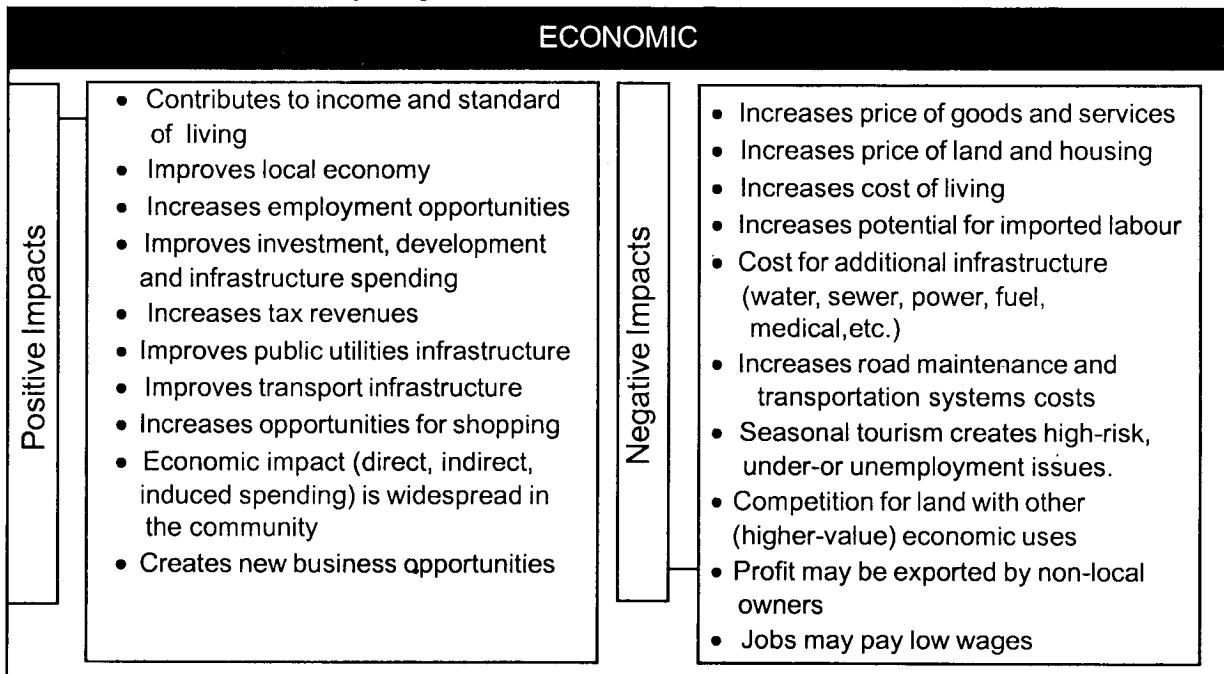 ECONOMIC
Positive Impacts
• Contributes to income and standard
of living
• Improves local economy
• Increases employment opportunities
• Improves investment, development
and infrastructure spending
• Increases tax revenues
• Improves public utilities infrastructure
• Improves transport infrastructure
• Increases opportunities for shopping
• Economic impact (direct, indirect,
induced spending) is widespread in
the community
• Creates new business opportunities
Negative Impacts
• Increases price of goods and services
• Increases price of land and housing
• Increases cost of living
• Increases potential for imported labour
• Cost for additional infrastructure
(water, sewer, power, fuel,
medical,etc.)
• Increases road maintenance and
transportation systems costs
• Seasonal tourism creates high-risk,
under-or unemployment issues.
• Competition for land with other
(higher-value) economic uses
• Profit may be exported by non-local
owners
• Jobs may pay low wages